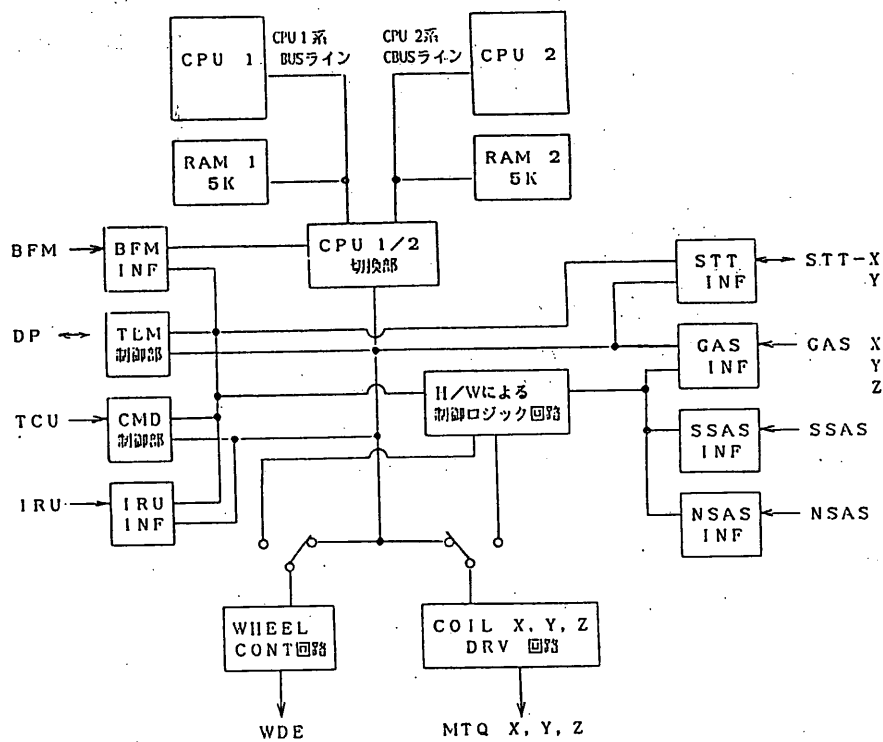 CPU 1
CPU 1系
BUSライン
CPU 2系
CBUSライン
CPU 2
RAM 1
5K
RAM 2
5K
CPU 1/2
切換部
BFM
BFM
INF
DP
TLM
制御部
TCU
CMD
制御部
IRU
IRU
INF
STT
INF
STT-X
Y
GAS
INF
GAS X
Y
Z
SSAS
INF
SSAS
NSAS
INF
NSAS
H/Wによる
制御ロジック回路
WHEEL
CONT回路
COIL X, Y, Z
DRV 回路
WDE
MTQ X, Y, Z